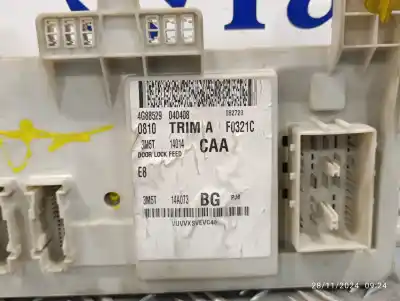 4G88529 040408 082723
0810 TRIM A F0321C
3M5T 14014 CAA
DOOR LOCK FEED
E8
3M5T 14A073 BG
28/11/2024 09:24